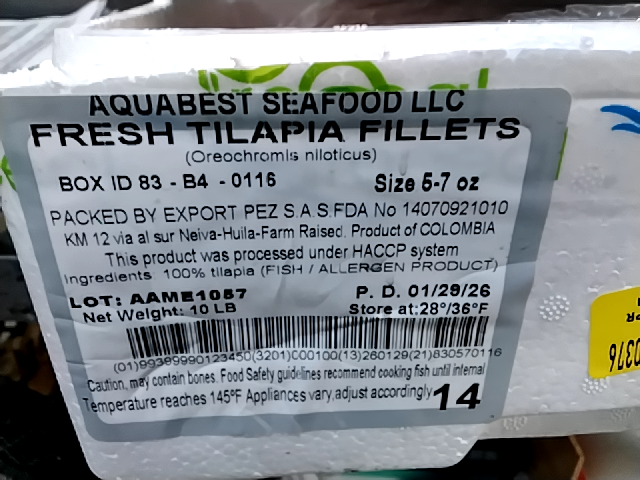 AQUABEST SEAFOOD LLC
FRESH TILAPIA FILLETS
(Oreochromis niloticus)
BOX ID 83 - B4 - 0116 Size 5-7 oz
PACKED BY EXPORT PEZ S.A.S.FDA No 14070921010
KM 12 via al sur Neiva-Huila-Farm Raised. Product of COLOMBIA
This product was processed under HACCP system
Ingredients 100% tilapia (FISH / ALLERGEN PRODUCT)
LOT: AAME1057 P. D. 01/29/26
Net Weight: 10 LB Store at:28°/36°F
(01)99399990123450(3201)C00100(13)260129(21)830570116
Caution, may contain bones. Food Safety guidelines recommend cooking fish until internal
Temperature reaches 145ºF Appliances vary,adjust accordingly 14